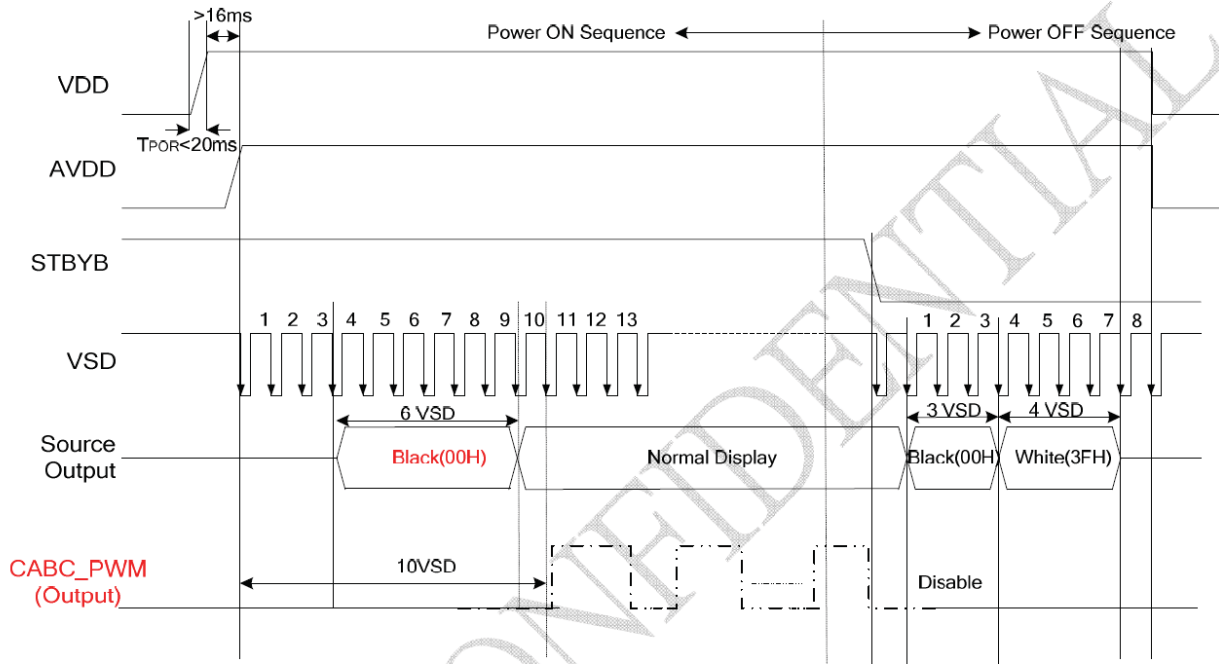 >16ms
Power ON Sequence
Power OFF Sequence
VDD
TPOR<20ms
AVDD
STBYB
1 2 3 4 5 6 7 8 9 10 11 12 13
1 2 3 4 5 6 7 8
VSD
6 VSD
3 VSD
4 VSD
Source
Output
Black(00H)
Normal Display
Black(00H)
White(3FH)
CABC_PWM
(Output)
10VSD
Disable
ONFIDENTIAL